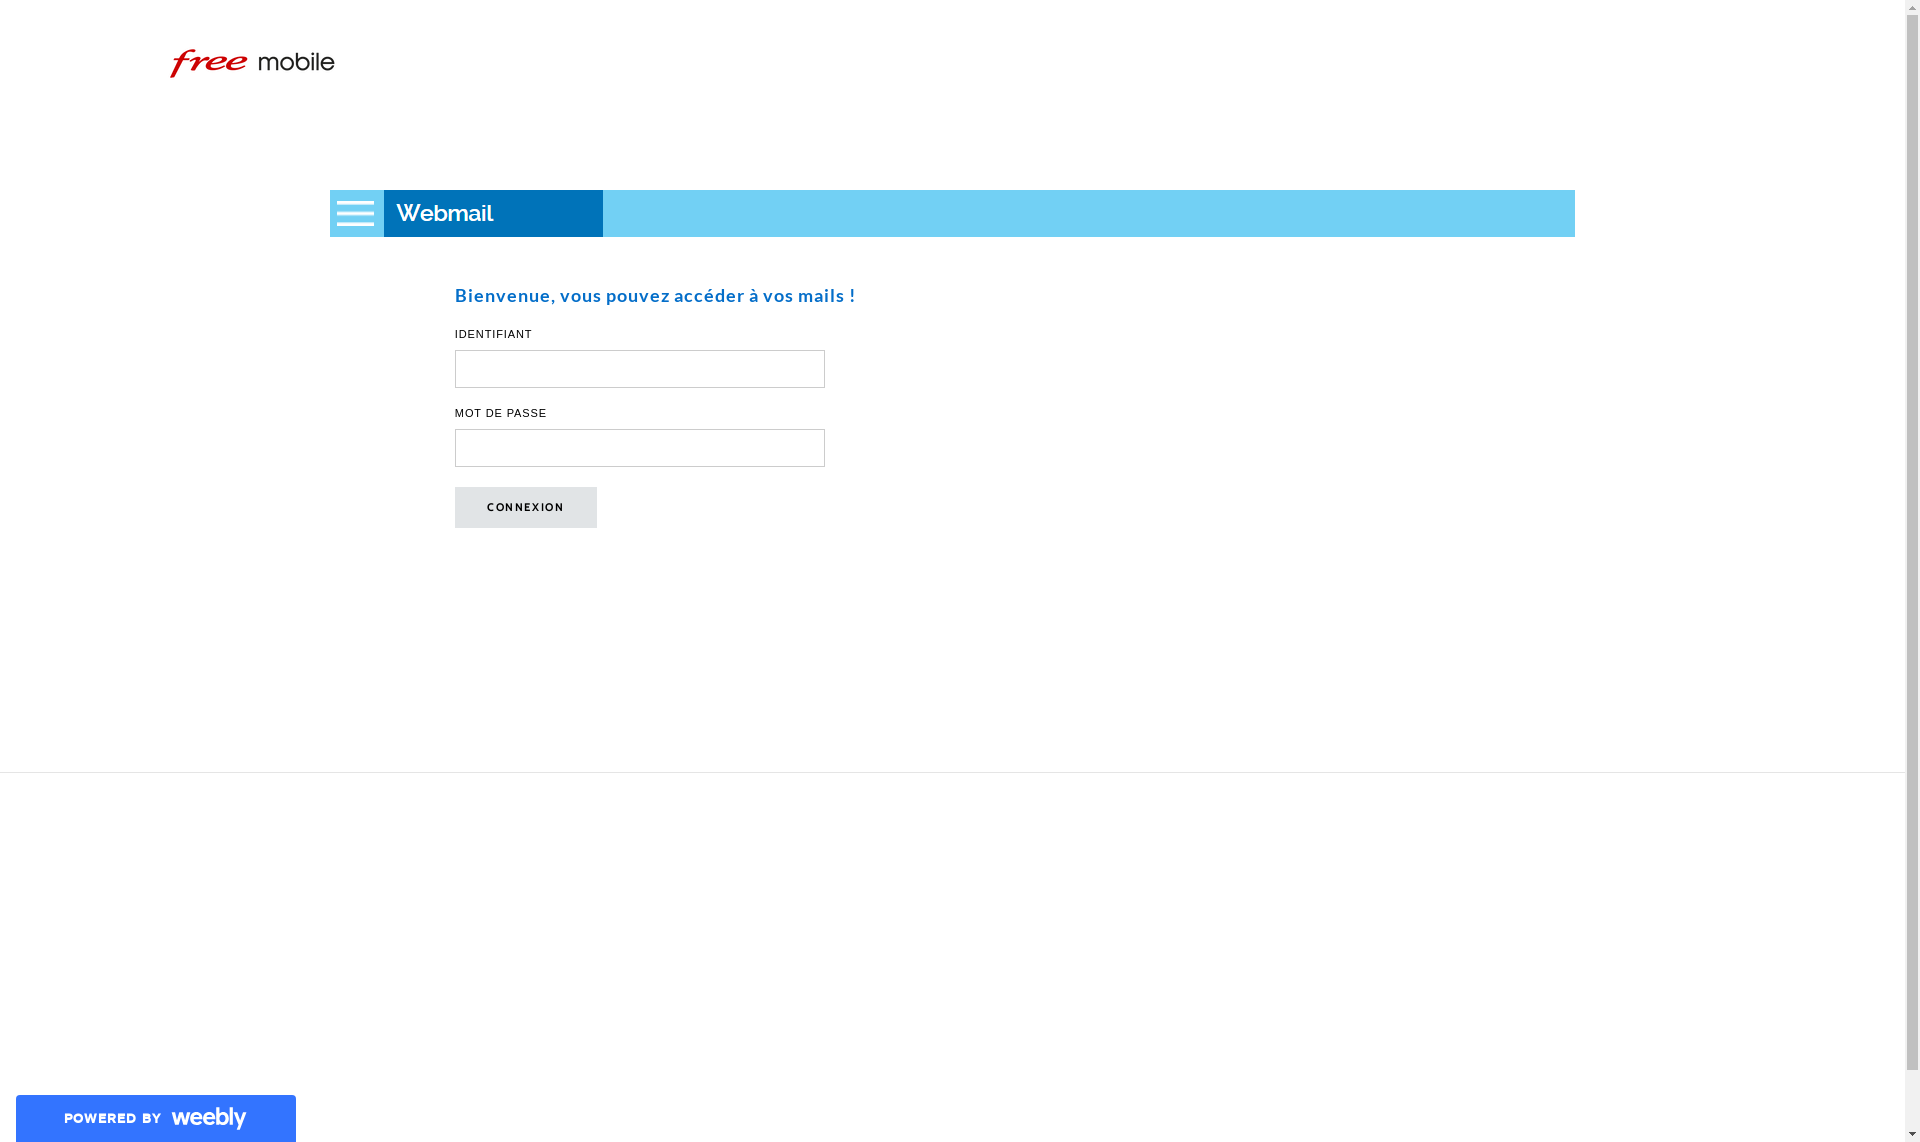 free mobile
Webmail
Bienvenue, vous pouvez accéder à vos mails !
IDENTIFIANT
MOT DE PASSE
CONNEXION
POWERED BY weebly